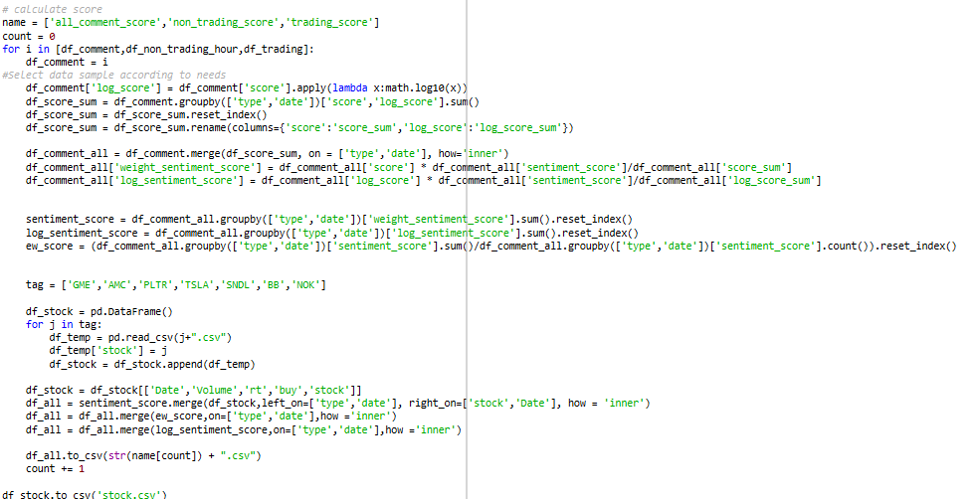 # calculate score
name = ['all_comment_score','non_trading_score','trading_score']
count = 0
for i in [df_comment,df_non_trading_hour,df_trading]:
    df_comment = i
#Select data sample according to needs
    df_comment['log_score'] = df_comment['score'].apply(lambda x:math.log10(x))
    df_score_sum = df_comment.groupby(['type','date'])['score','log_score'].sum()
    df_score_sum = df_score_sum.reset_index()
    df_score_sum = df_score_sum.rename(columns={'score':'score_sum','log_score':'log_score_sum'})
    df_comment_all = df_comment.merge(df_score_sum, on = ['type','date'], how='inner')
    df_comment_all['weight_sentiment_score'] = df_comment_all['score'] * df_comment_all['sentiment_score']/df_comment_all['score_sum']
    df_comment_all['log_sentiment_score'] = df_comment_all['log_score'] * df_comment_all['sentiment_score']/df_comment_all['log_score_sum']
    sentiment_score = df_comment_all.groupby(['type','date'])['weight_sentiment_score'].sum().reset_index()
    log_sentiment_score = df_comment_all.groupby(['type','date'])['log_sentiment_score'].sum().reset_index()
    ew_score = (df_comment_all.groupby(['type','date'])['sentiment_score'].sum()/df_comment_all.groupby(['type','date'])['sentiment_score'].count()).reset_index()
    tag = ['GME','AMC','PLTR','TSLA','SNDL','BB','NOK']
    df_stock = pd.DataFrame()
    for j in tag:
        df_temp = pd.read_csv(j+".csv")
        df_temp['stock'] = j
        df_stock = df_stock.append(df_temp)
    df_stock = df_stock[['Date','Volume','rt','buy','stock']]
    df_all = sentiment_score.merge(df_stock,left_on=['type','date'], right_on=['stock','Date'], how = 'inner')
    df_all = df_all.merge(ew_score,on=['type','date'],how ='inner')
    df_all = df_all.merge(log_sentiment_score,on=['type','date'],how ='inner')
    df_all.to_csv(str(name[count]) + ".csv")
    count += 1
df_stock.to_csv('stock.csv')